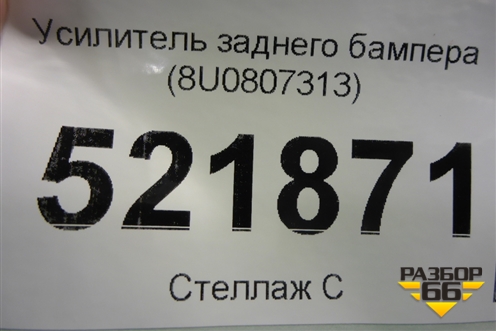 Усилитель заднего бампера
(8U0807313)
521871
Стеллаж С
РАЗБОР
66